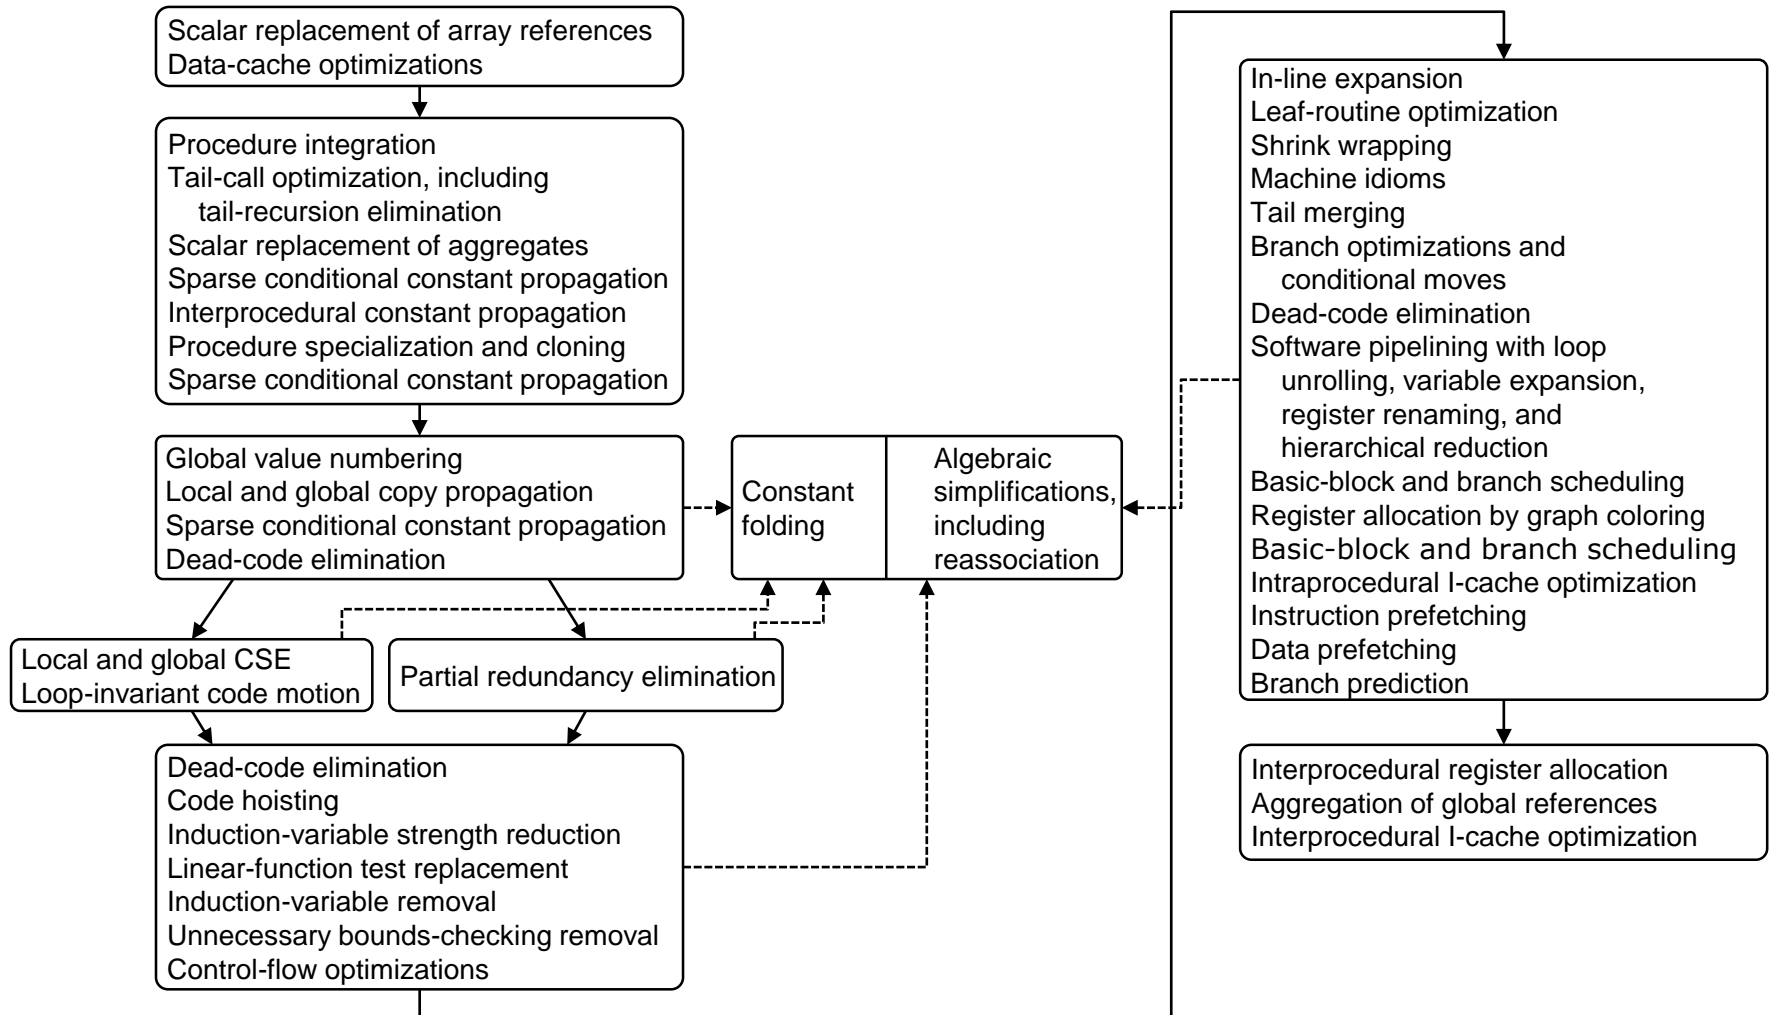 Scalar replacement of array references
Data-cache optimizations
Procedure integration
Tail-call optimization, including
tail-recursion elimination
Scalar replacement of aggregates
Sparse conditional constant propagation
Interprocedural constant propagation
Procedure specialization and cloning
Sparse conditional constant propagation
Global value numbering
Local and global copy propagation
Sparse conditional constant propagation
Dead-code elimination
Constant
folding
Algebraic
simplifications,
including
reassociation
Local and global CSE
Loop-invariant code motion
Partial redundancy elimination
Dead-code elimination
Code hoisting
Induction-variable strength reduction
Linear-function test replacement
Induction-variable removal
Unnecessary bounds-checking removal
Control-flow optimizations
In-line expansion
Leaf-routine optimization
Shrink wrapping
Machine idioms
Tail merging
Branch optimizations and
conditional moves
Dead-code elimination
Software pipelining with loop
unrolling, variable expansion,
register renaming, and
hierarchical reduction
Basic-block and branch scheduling
Register allocation by graph coloring
Basic-block and branch scheduling
Intraprocedural I-cache optimization
Instruction prefetching
Data prefetching
Branch prediction
Interprocedural register allocation
Aggregation of global references
Interprocedural I-cache optimization